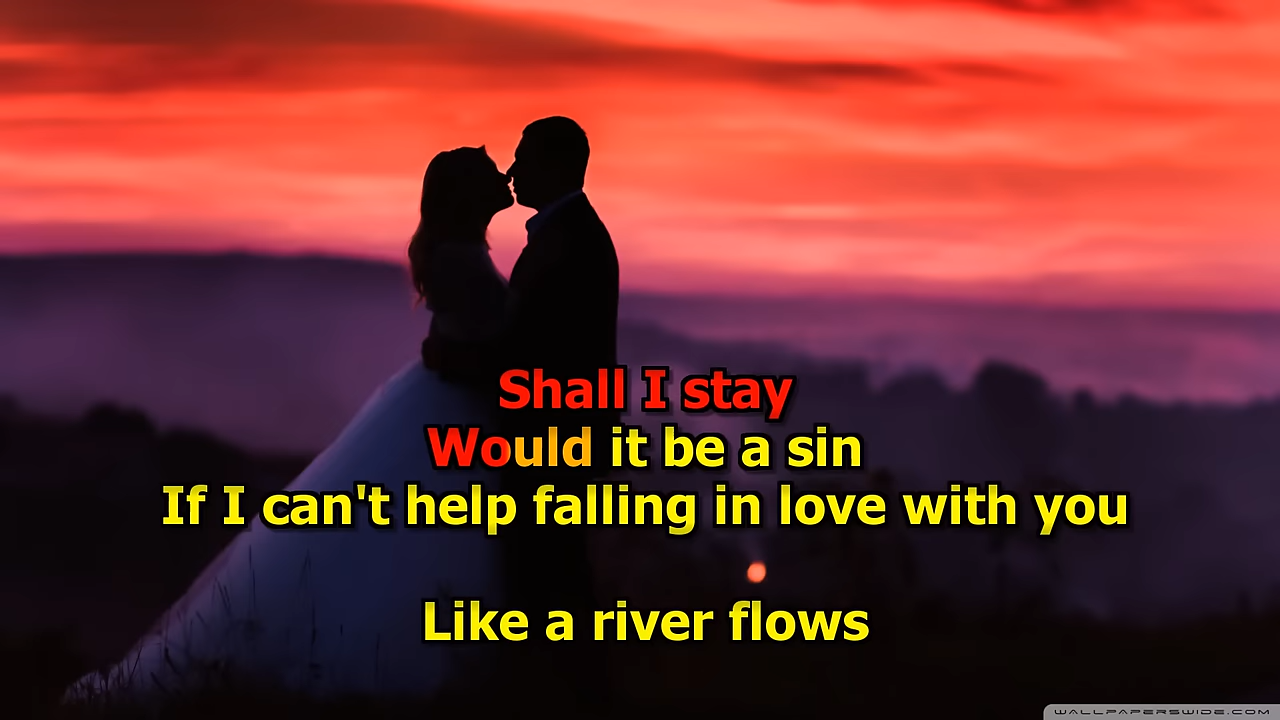 Shall I stay
Would it be a sin
If I can't help falling in love with you
Like a river flows
WALLPAPERSWIDE.COM